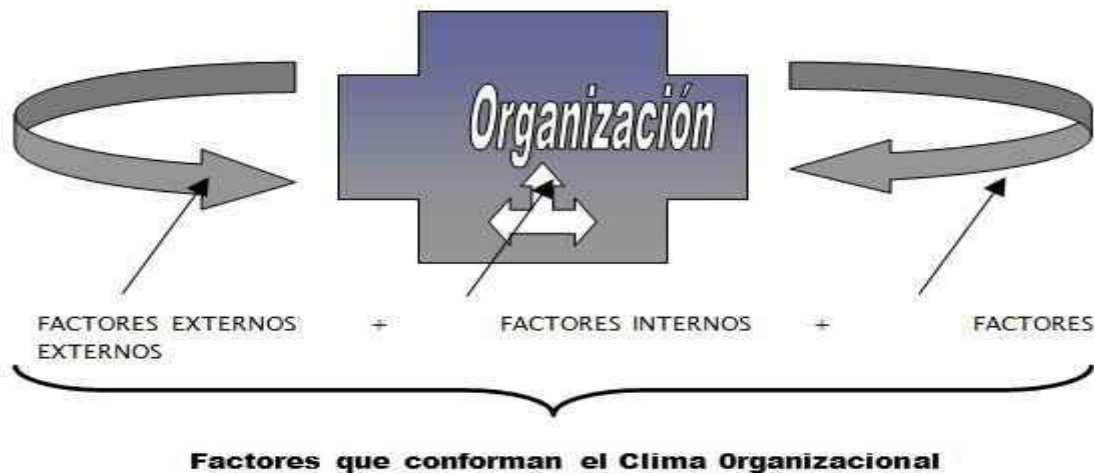 Organización
FACTORES EXTERNOS + FACTORES INTERNOS + FACTORES
EXTERNOS
Factores que conforman el Clima Organizacional